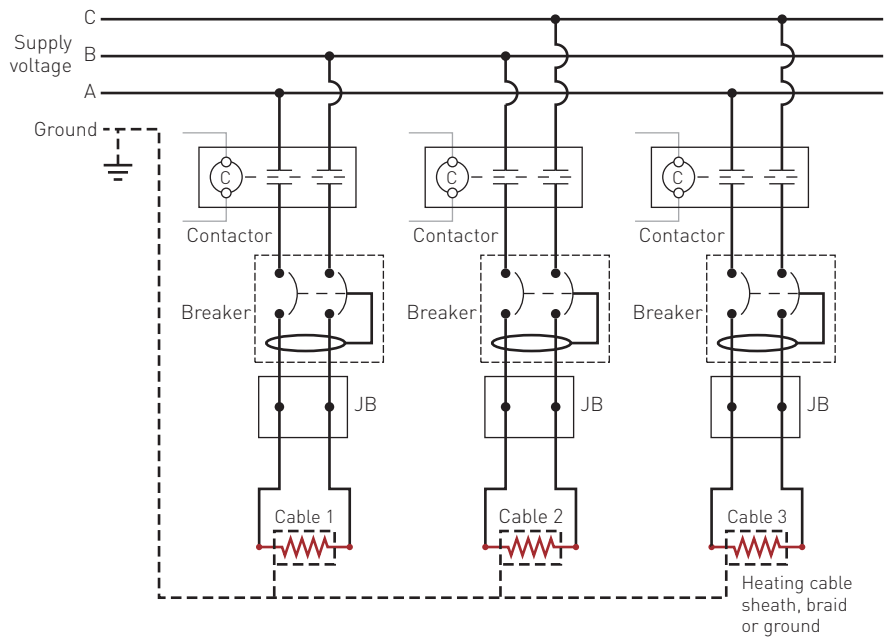 C
Supply
voltage
B
A
Ground
C
C
C
Contactor
Contactor
Contactor
Breaker
Breaker
Breaker
JB
JB
JB
Cable 1
Cable 2
Cable 3
Heating cable
sheath, braid
or ground